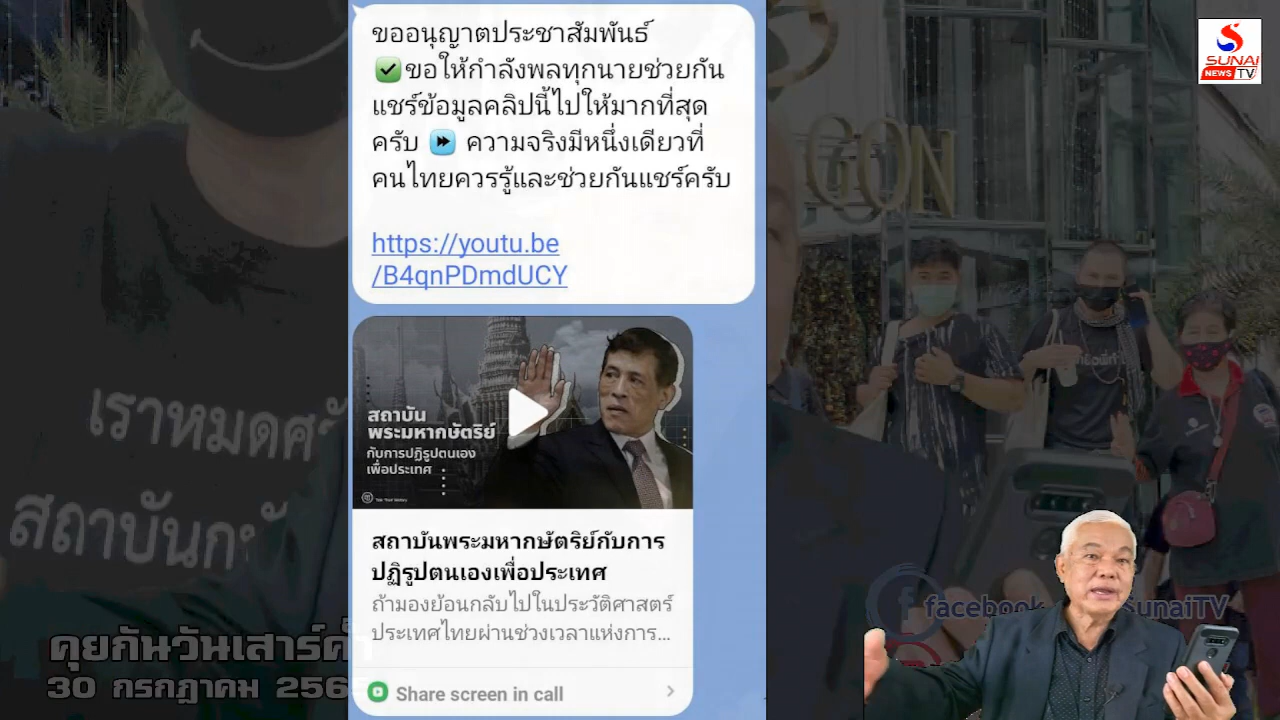 ขออนุญาตประชาสัมพันธ์
✅ขอให้กำลังพลทุกนายช่วยกัน
แชร์ข้อมูลคลิปนี้ไปให้มากที่สุด
ครับ ⏩ ความจริงมีหนึ่งเดียวที่
คนไทยควรรู้และช่วยกันแชร์ครับ
https://youtu.be
/B4qnPDmdUCY
สถาบัน
พระมหากษัตริย์
กับการปฏิรูปตนเอง
เพื่อประเทศ
สถาบันพระมหากษัตริย์กับการ
ปฏิรูปตนเองเพื่อประเทศ
ถ้ามองย้อนกลับไปในประวัติศาสตร์
ประเทศไทยผ่านช่วงเวลาแห่งการ...
Share screen in call
SUNAI
NEWS TV
GON
เราหมดศรั
สถาบันก
คุยกันวันเสาร์
30 กรกฎาคม 256
facebook
SunaiTV